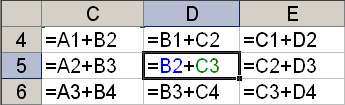 C D E
4 =A1+B2 =B1+C2 =C1+D2
5 =A2+B3 =B2+C3 =C2+D3
6 =A3+B4 =B3+C4 =C3+D4